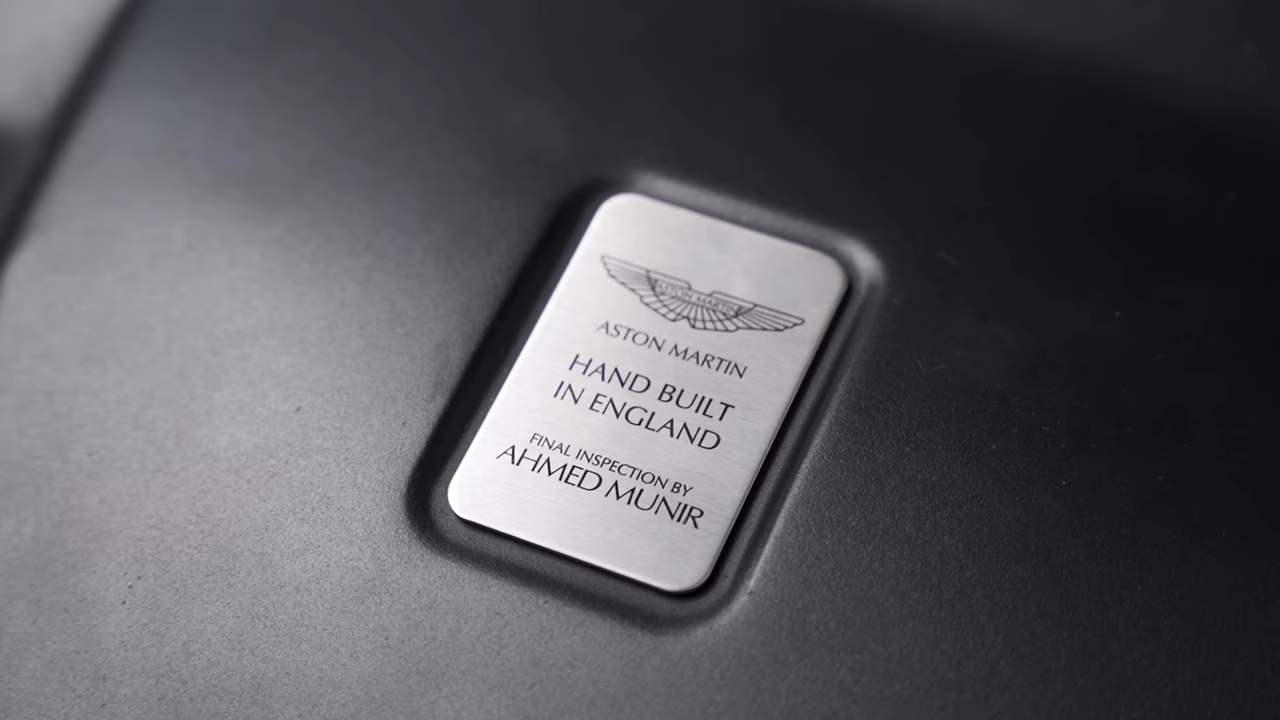 ASTON MARTIN
ASTON MARTIN
HAND BUILT
IN ENGLAND
FINAL INSPECTION BY
AHMED MUNIR